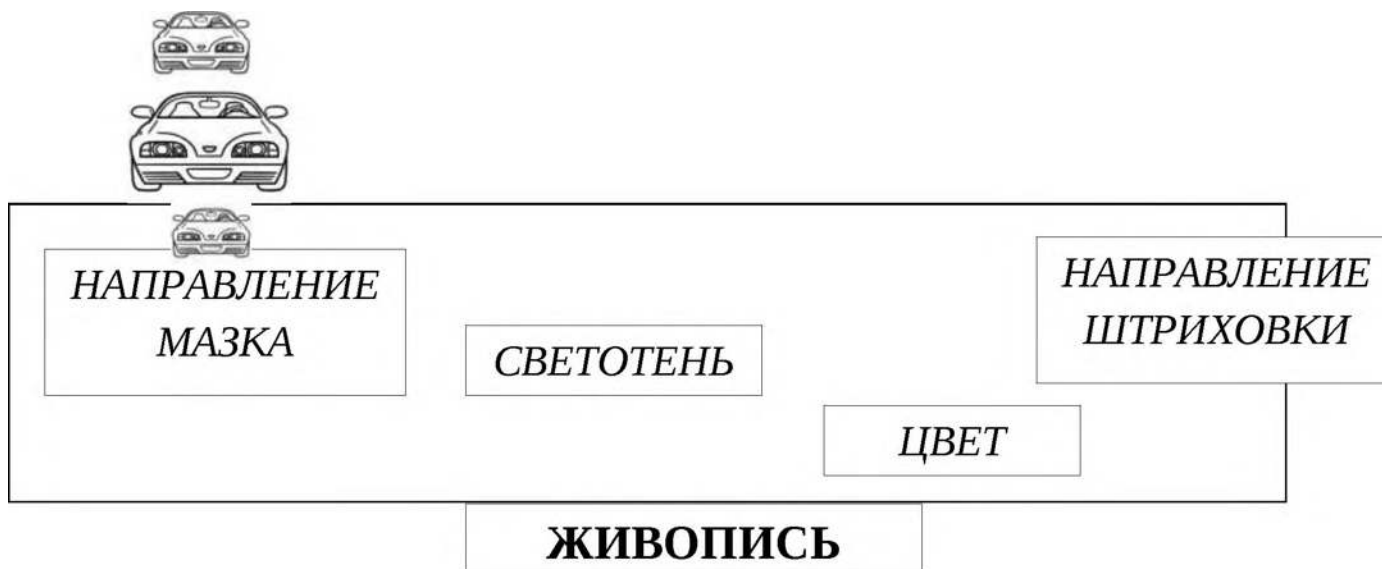 НАПРАВЛЕНИЕ
МАЗКА
СВЕТОТЕНЬ
ЦВЕТ
НАПРАВЛЕНИЕ
ШТРИХОВКИ
ЖИВОПИСЬ